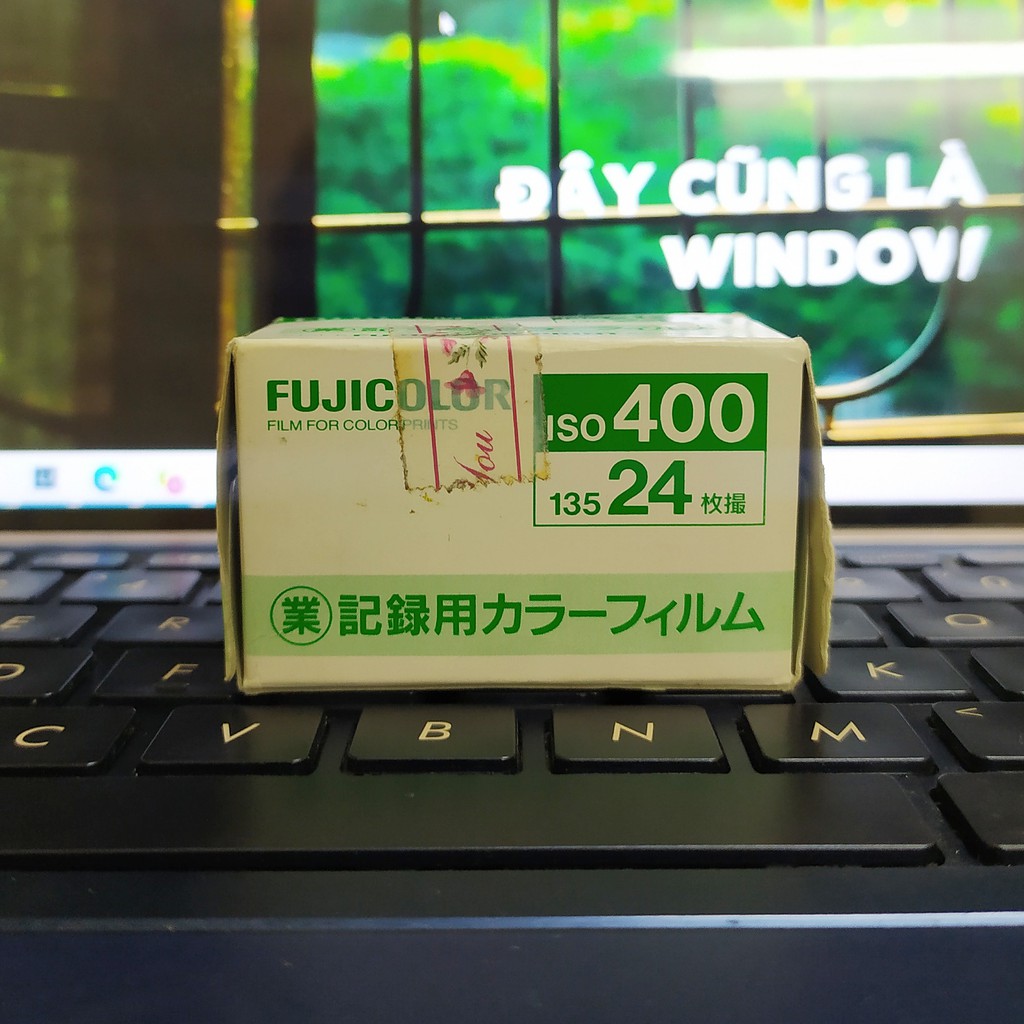 ĐÂY CŨNG LÀ
WINDOW
FUJICOLOR
FILM FOR COLOR PRINTS
You
ISO 400
135 24 枚撮
業 記録用カラーフィルム
E
R
O
F
K
C
V
B
N
M
<